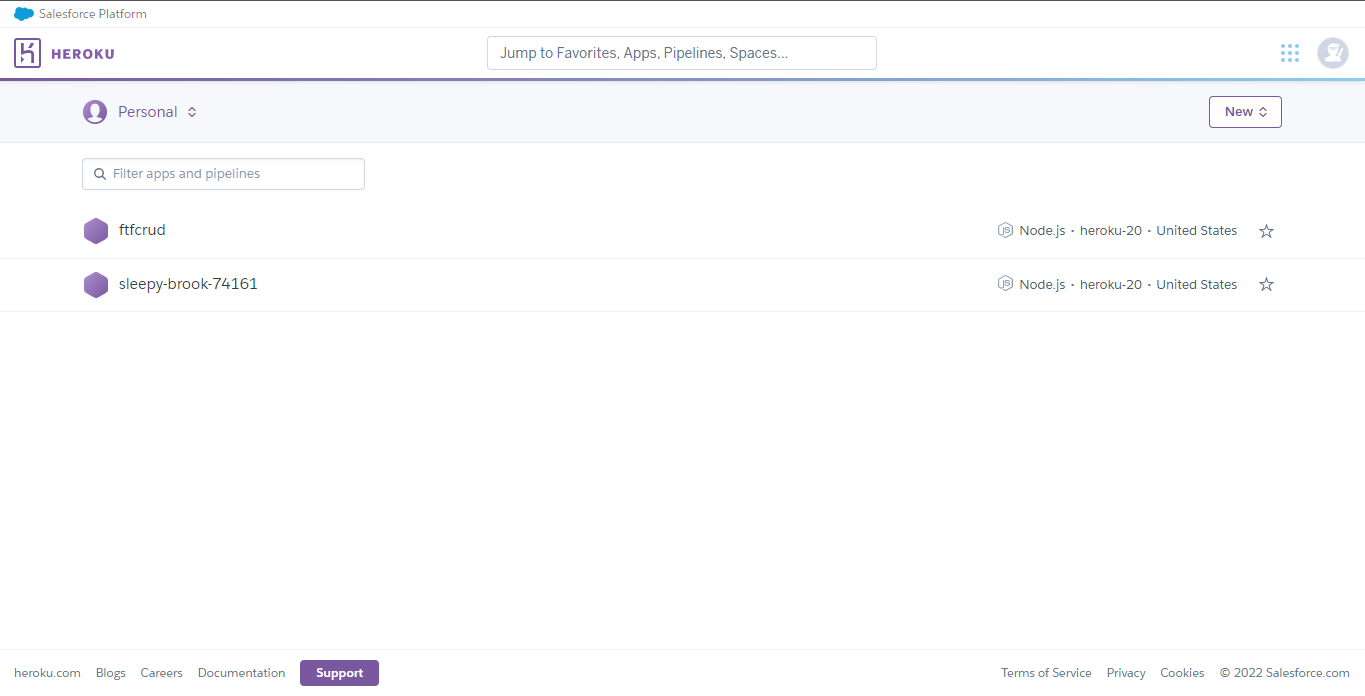 Salesforce Platform
HEROKU
Jump to Favorites, Apps, Pipelines, Spaces...
Personal
New
Filter apps and pipelines
ftfcrud
JS Node.js · heroku-20 · United States
sleepy-brook-74161
JS Node.js · heroku-20 · United States
heroku.com Blogs Careers Documentation Support Terms of Service Privacy Cookies © 2022 Salesforce.com